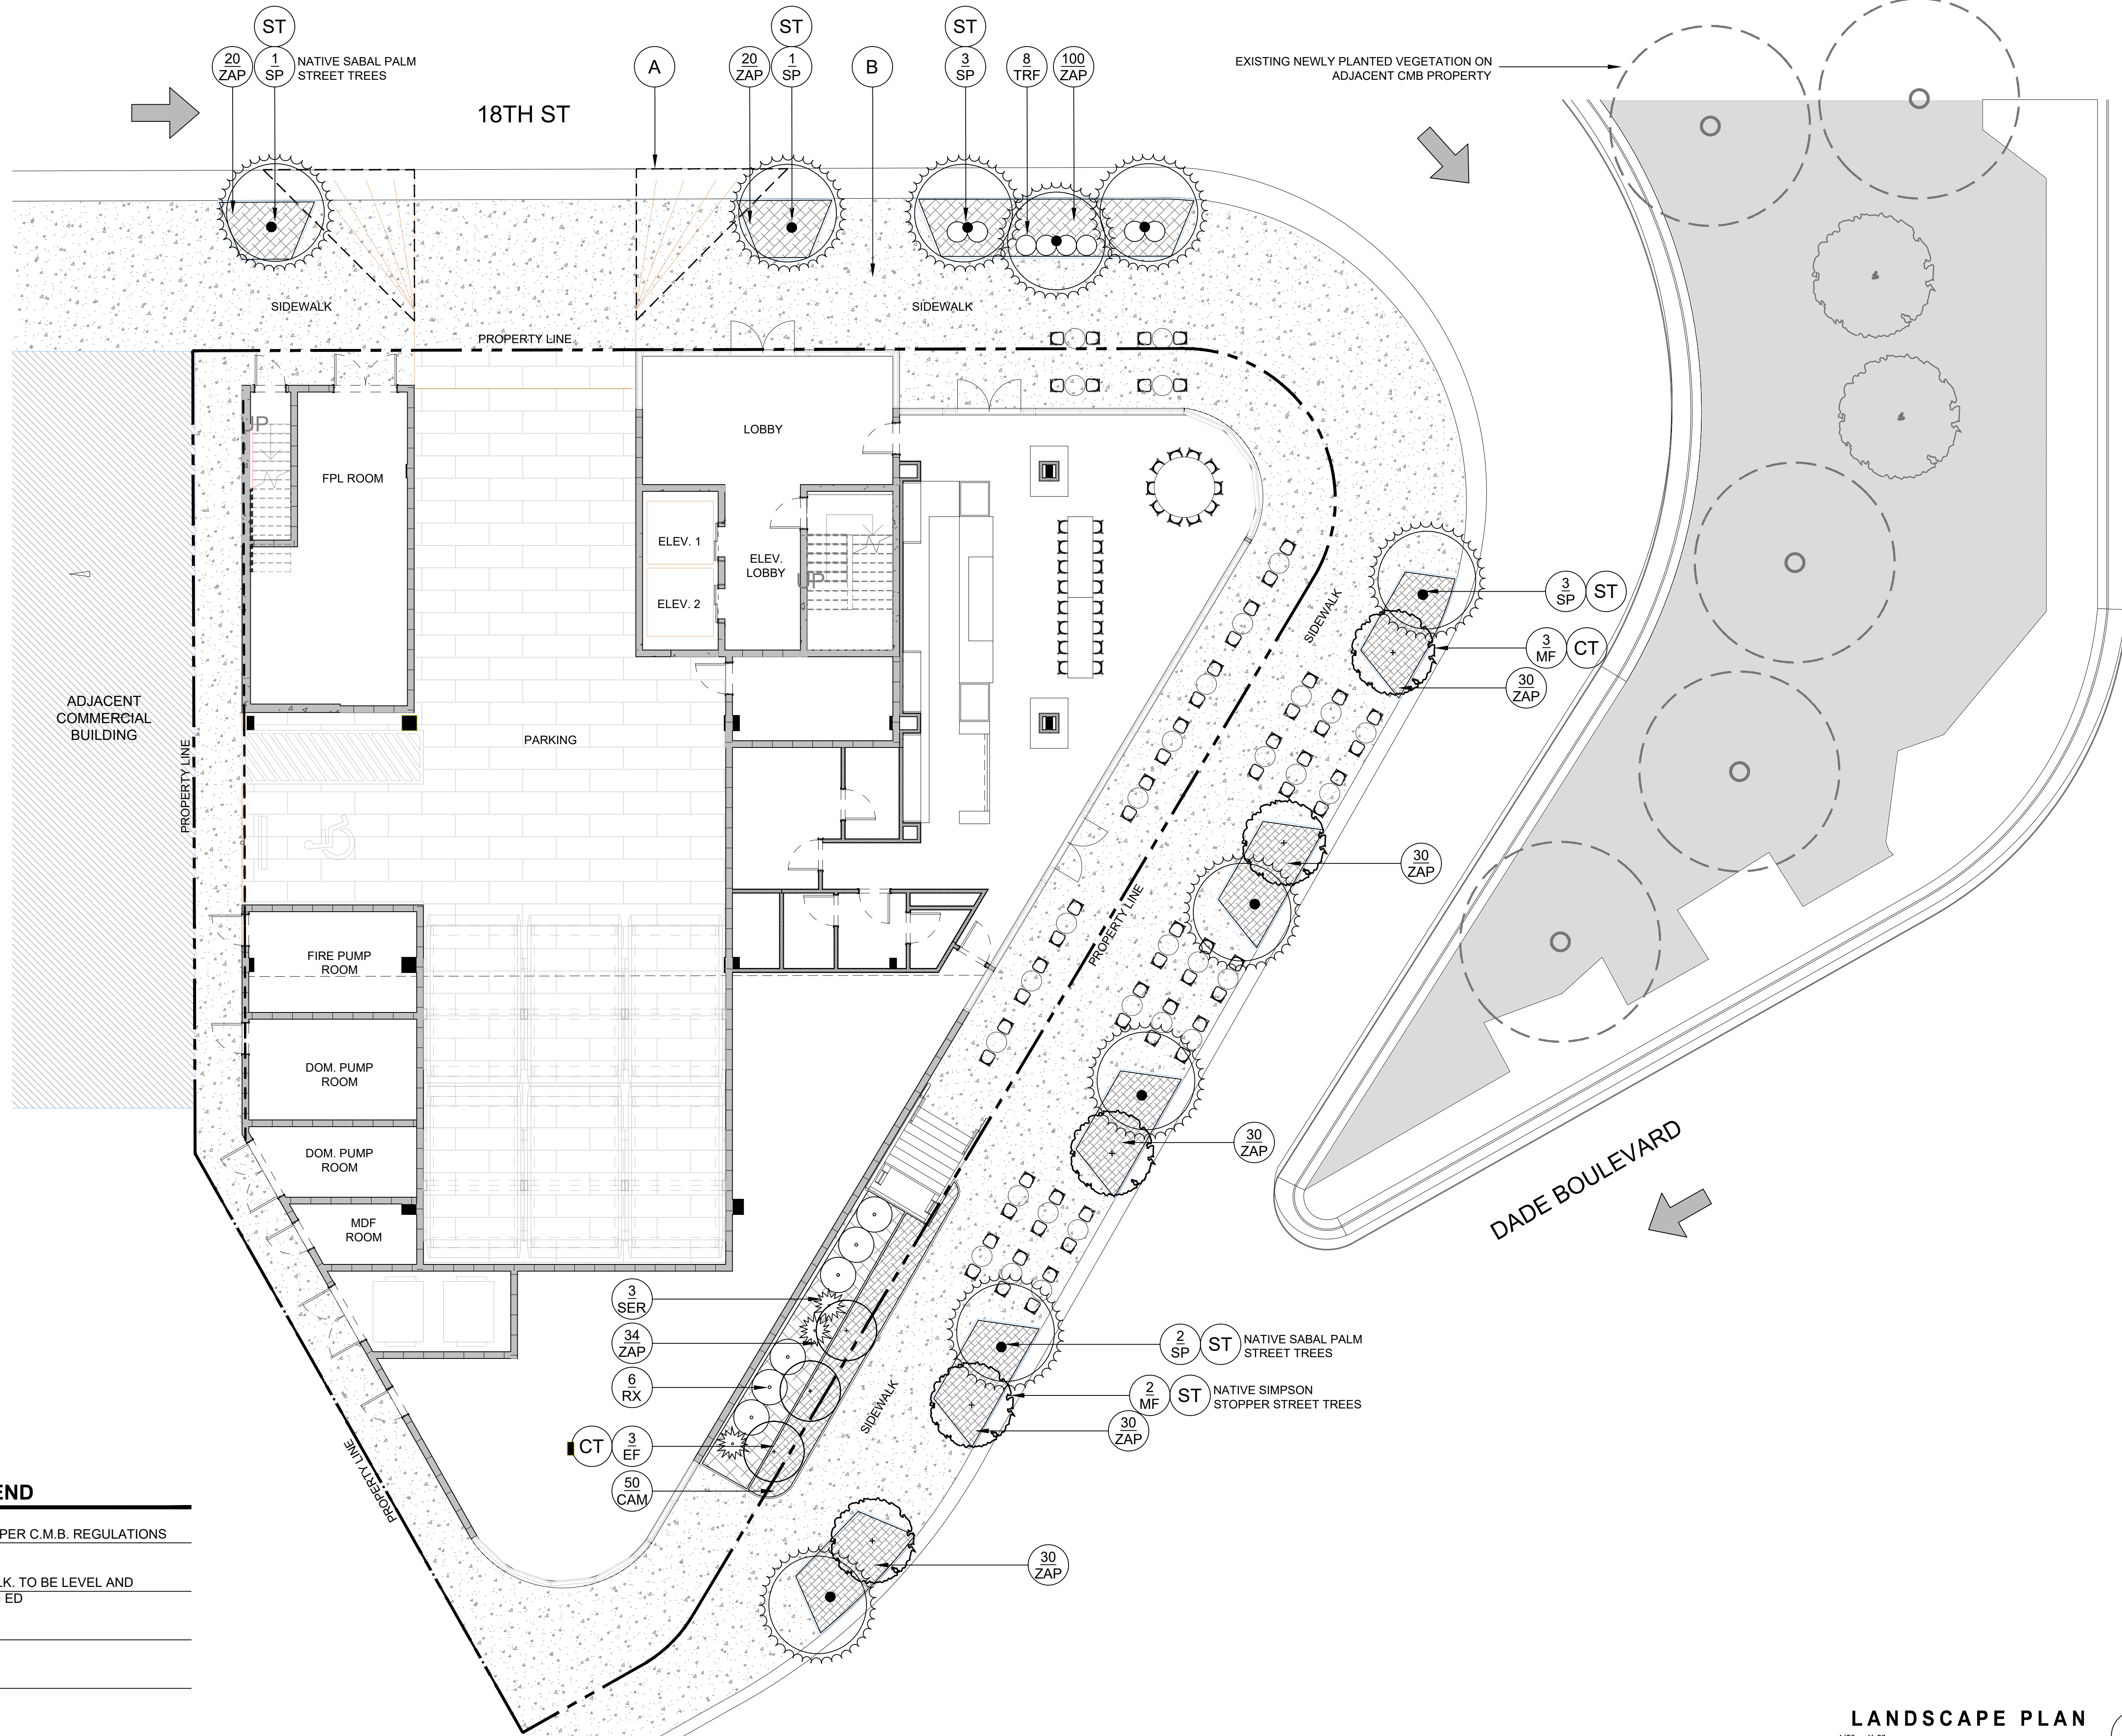 ST
20
ZAP
1
SP
NATIVE SABAL PALM
STREET TREES
A
ST
20
ZAP
1
SP
B
ST
3
SP
8
TRF
100
ZAP
EXISTING NEWLY PLANTED VEGETATION ON
ADJACENT CMB PROPERTY
18TH ST
SIDEWALK
SIDEWALK
PROPERTY LINE
UP
FPL ROOM
LOBBY
ELEV. 1
ELEV. 2
ELEV.
LOBBY
UP
SIDEWALK
3
SP
ST
3
MF
CT
30
ZAP
ADJACENT
COMMERCIAL
BUILDING
PROPERTY LINE
PARKING
30
ZAP
PROPERTY LINE
FIRE PUMP
ROOM
DOM. PUMP
ROOM
DOM. PUMP
ROOM
MDF
ROOM
30
ZAP
DADE BOULEVARD
3
SER
34
ZAP
6
RX
CT
3
EF
50
CAM
SIDEWALK
2
SP
ST
NATIVE SABAL PALM
STREET TREES
2
MF
ST
NATIVE SIMPSON
STOPPER STREET TREES
30
ZAP
30
ZAP
PROPERTY LINE
END
PER C.M.B. REGULATIONS
LK. TO BE LEVEL AND
ED
LANDSCAPE PLAN